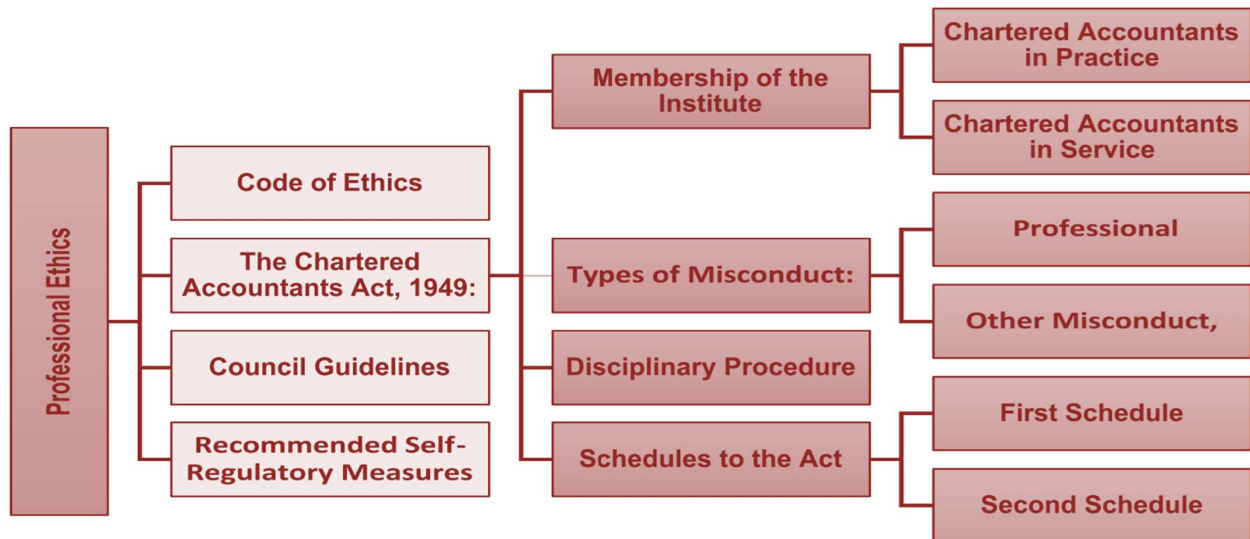 Professional Ethics
Code of Ethics
The Chartered
Accountants Act, 1949:
Council Guidelines
Recommended Self-
Regulatory Measures
Membership of the
Institute
Types of Misconduct:
Disciplinary Procedure
Schedules to the Act
Chartered Accountants
in Practice
Chartered Accountants
in Service
Professional
Other Misconduct,
First Schedule
Second Schedule